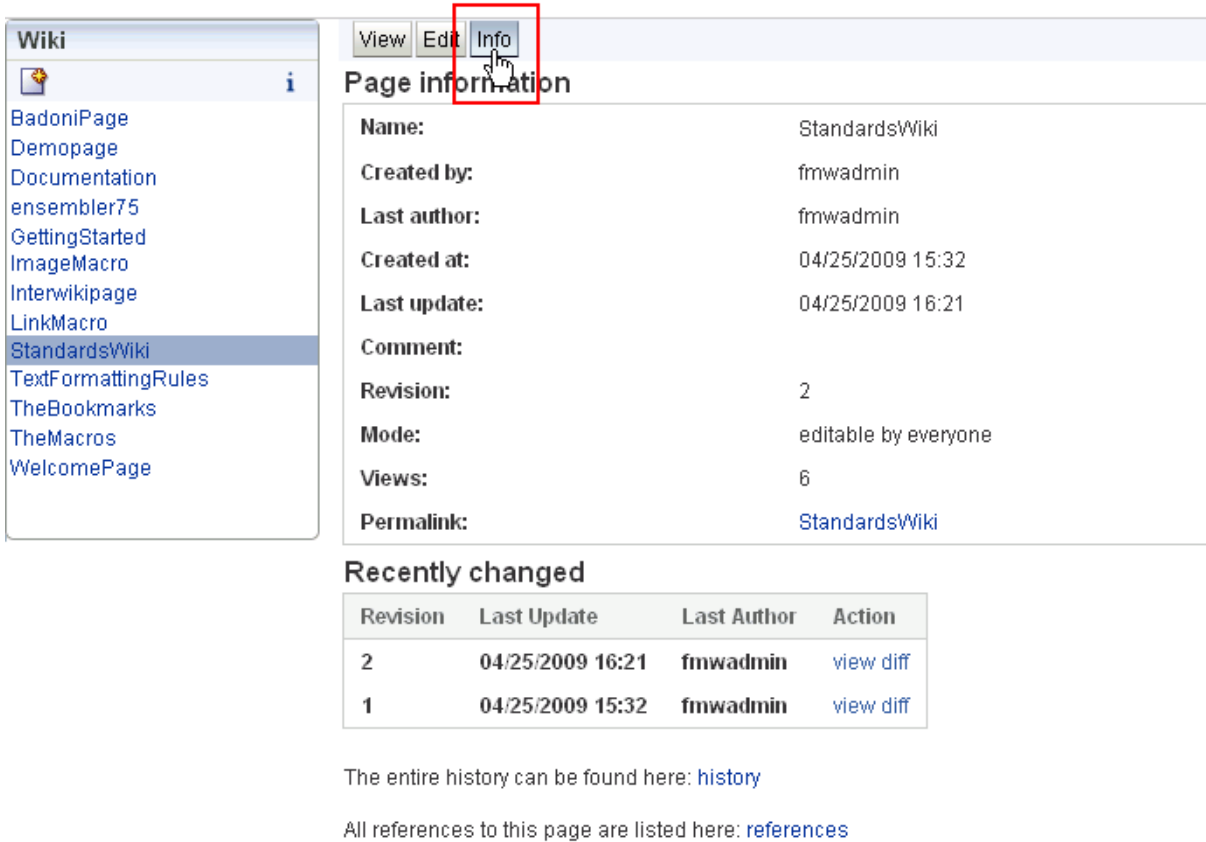 Wiki
i
BadoniPage
Demopage
Documentation
ensembler75
GettingStarted
ImageMacro
Interwikipage
LinkMacro
StandardsWiki
TextFormattingRules
TheBookmarks
TheMacros
WelcomePage
View Edit Info
Page information
Name: StandardsWiki
Created by: fmwadmin
Last author: fmwadmin
Created at: 04/25/2009 15:32
Last update: 04/25/2009 16:21
Comment:
Revision: 2
Mode: editable by everyone
Views: 6
Permalink: StandardsWiki
Recently changed
Revision Last Update Last Author Action
2 04/25/2009 16:21 fmwadmin view diff
1 04/25/2009 15:32 fmwadmin view diff
The entire history can be found here: history
All references to this page are listed here: references